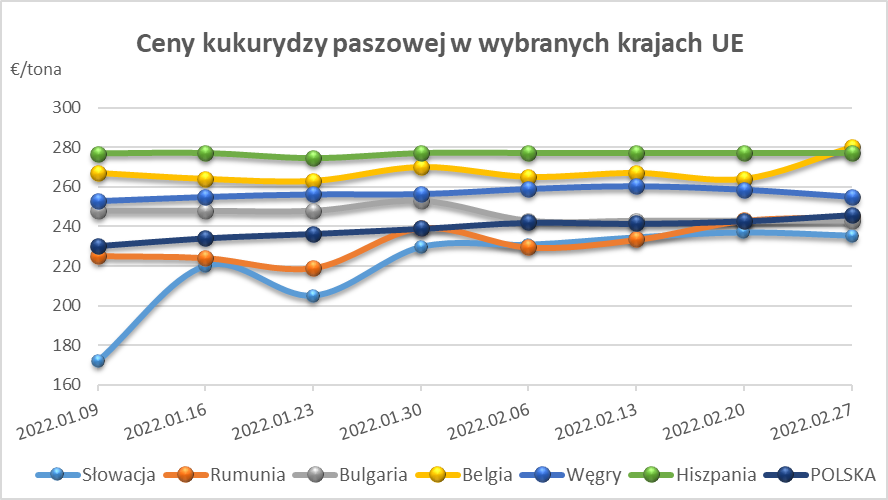 Ceny kukurydzy paszowej w wybranych krajach UE
€/tona
300
280
260
240
220
200
180
160
2022.01.09 2022.01.16 2022.01.23 2022.01.30 2022.02.06 2022.02.13 2022.02.20 2022.02.27
Słowacja Rumunia Bulgaria Belgia Węgry Hiszpania POLSKA